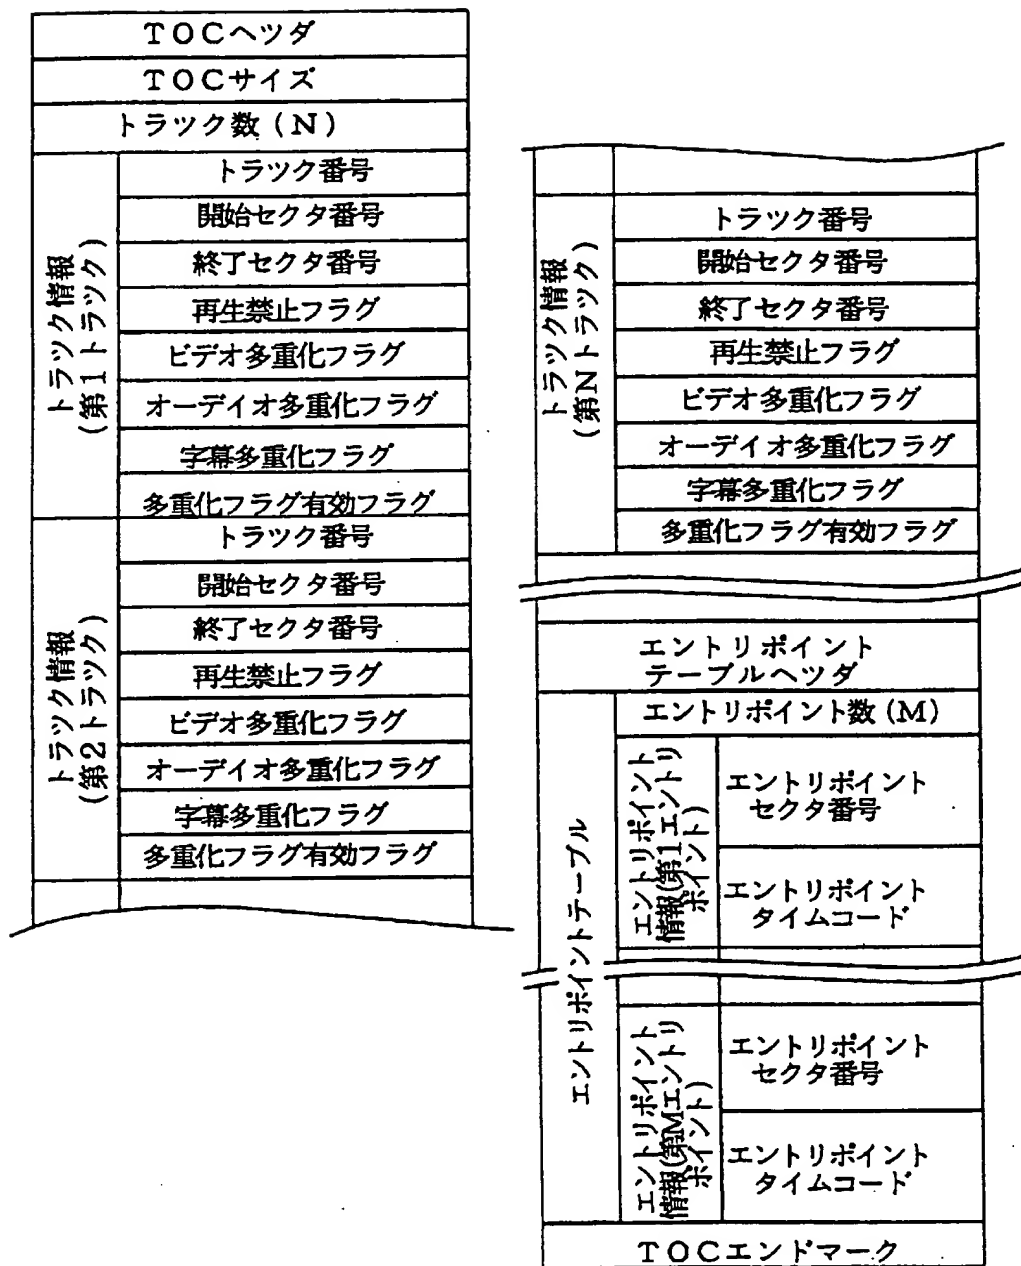 TOCヘツダ
TOCサイズ
トラツク数(N)
トラツク情報
(第1トラツク)
トラツク番号
開始セクタ番号
終了セクタ番号
再生禁止フラグ
ビデオ多重化フラグ
オーデイオ多重化フラグ
字幕多重化フラグ
多重化フラグ有効フラグ
トラツク情報
(第2トラツク)
トラツク番号
開始セクタ番号
終了セクタ番号
再生禁止フラグ
ビデオ多重化フラグ
オーデイオ多重化フラグ
字幕多重化フラグ
多重化フラグ有効フラグ
トラツク情報
(第Nトラツク)
トラツク番号
開始セクタ番号
終了セクタ番号
再生禁止フラグ
ビデオ多重化フラグ
オーデイオ多重化フラグ
字幕多重化フラグ
多重化フラグ有効フラグ
エントリポイント
テーブルヘツダ
エントリポイントテーブル
エントリポイント数(M)
エントリポイント
情報(第1エントリ
ポイント)
エントリポイント
セクタ番号
エントリポイント
タイムコード
エントリポイント
情報(第Mエントリ
ポイント)
エントリポイント
セクタ番号
エントリポイント
タイムコード
TOCエンドマーク